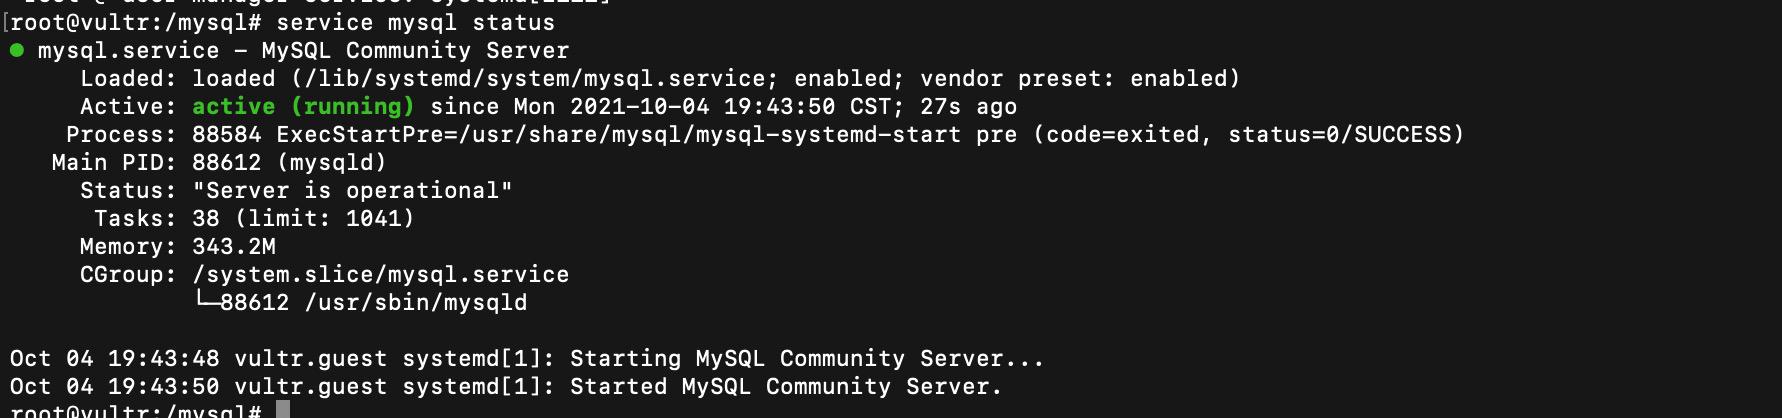 [root@vultr:/mysql# service mysql status
● mysql.service - MySQL Community Server
Loaded: loaded (/lib/systemd/system/mysql.service; enabled; vendor preset: enabled)
Active: active (running) since Mon 2021-10-04 19:43:50 CST; 27s ago
Process: 88584 ExecStartPre=/usr/share/mysql/mysql-systemd-start pre (code=exited, status=0/SUCCESS)
Main PID: 88612 (mysqld)
Status: "Server is operational"
Tasks: 38 (limit: 1041)
Memory: 343.2M
CGroup: /system.slice/mysql.service
└─88612 /usr/sbin/mysqld
Oct 04 19:43:48 vultr.guest systemd[1]: Starting MySQL Community Server...
Oct 04 19:43:50 vultr.guest systemd[1]: Started MySQL Community Server.
root@vultr:/mysql#